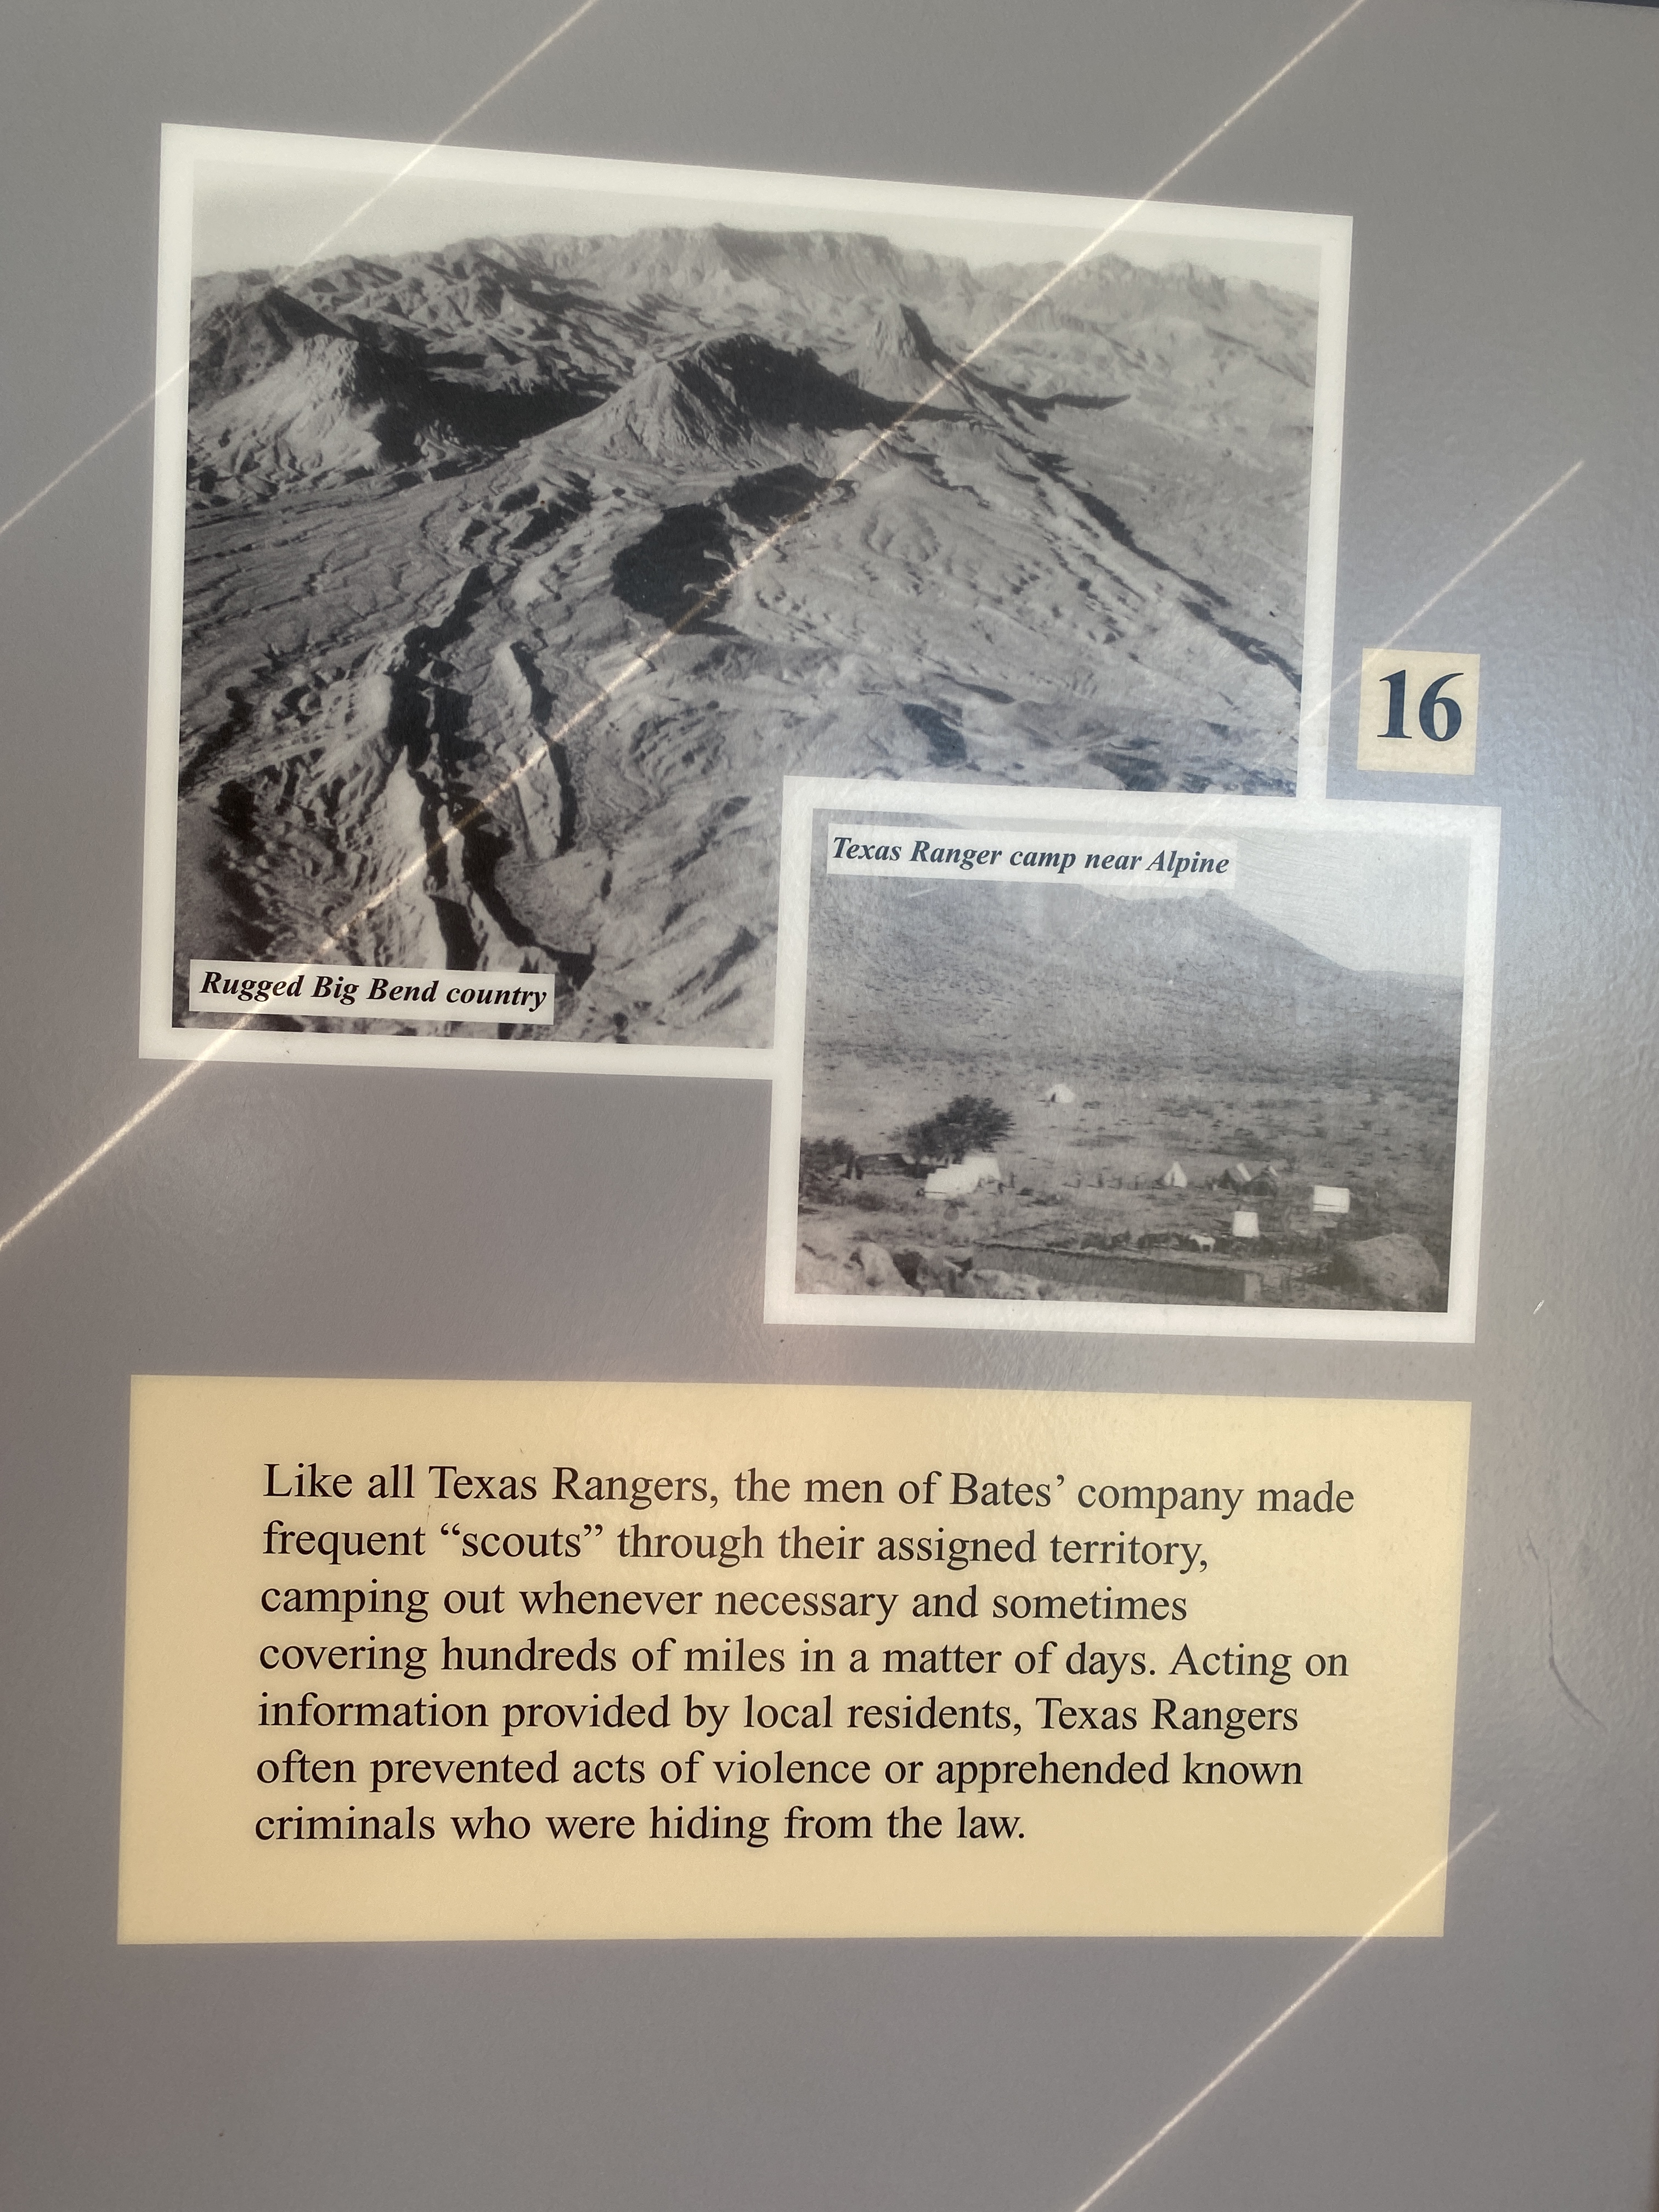 Rugged Big Bend country
16
Texas Ranger camp near Alpine
Like all Texas Rangers, the men of Bates’ company made
frequent “scouts” through their assigned territory,
camping out whenever necessary and sometimes
covering hundreds of miles in a matter of days. Acting on
information provided by local residents, Texas Rangers
often prevented acts of violence or apprehended known
criminals who were hiding from the law.